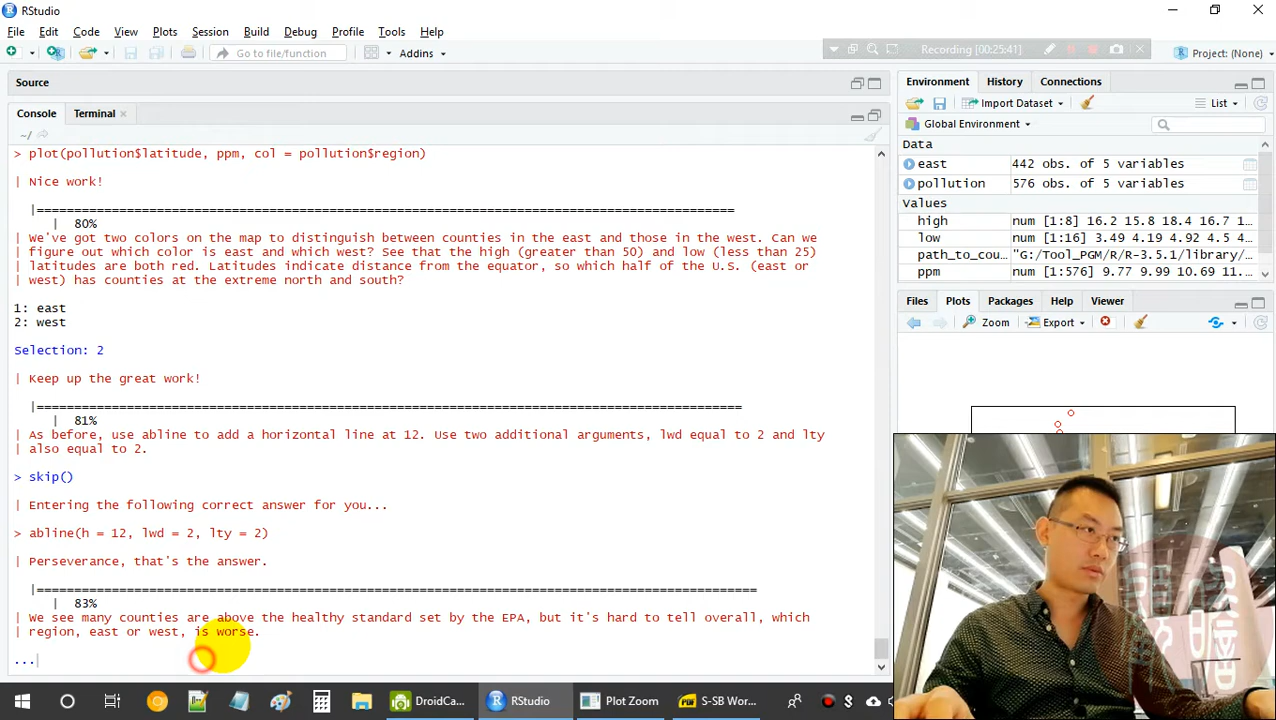 RStudio
File Edit Code View Plots Session Build Debug Profile Tools Help
Go to file/function Addins
Recording [00:25:41]
Project: (None)
Source
Console Terminal
~/
> plot(pollution$latitude, ppm, col = pollution$region)
| Nice work!
|============================================================================================= | 80%
| We've got two colors on the map to distinguish between counties in the east and those in the west. Can we
| figure out which color is east and which west? See that the high (greater than 50) and low (less than 25)
| latitudes are both red. Latitudes indicate distance from the equator, so which half of the U.S. (east or
| west) has counties at the extreme north and south?
1: east
2: west
Selection: 2
| Keep up the great work!
|============================================================================================== | 81%
| As before, use abline to add a horizontal line at 12. Use two additional arguments, lwd equal to 2 and lty
| also equal to 2.
> skip()
| Entering the following correct answer for you...
> abline(h = 12, lwd = 2, lty = 2)
| Perseverance, that's the answer.
|================================================================================================ | 83%
| We see many counties are above the healthy standard set by the EPA, but it's hard to tell overall, which
| region, east or west, is worse.
...
Environment History Connections
Import Dataset List
Global Environment
Data
east 442 obs. of 5 variables
pollution 576 obs. of 5 variables
Values
high num [1:8] 16.2 15.8 18.4 16.7 1…
low num [1:16] 3.49 4.19 4.92 4.5 4…
path_to_cou… "G:/Tool_PGM/R/R-3.5.1/library/…
ppm num [1:576] 9.77 9.99 10.69 11.…
Files Plots Packages Help Viewer
Zoom Export
DroidCa... RStudio Plot Zoom S-SB Wor...